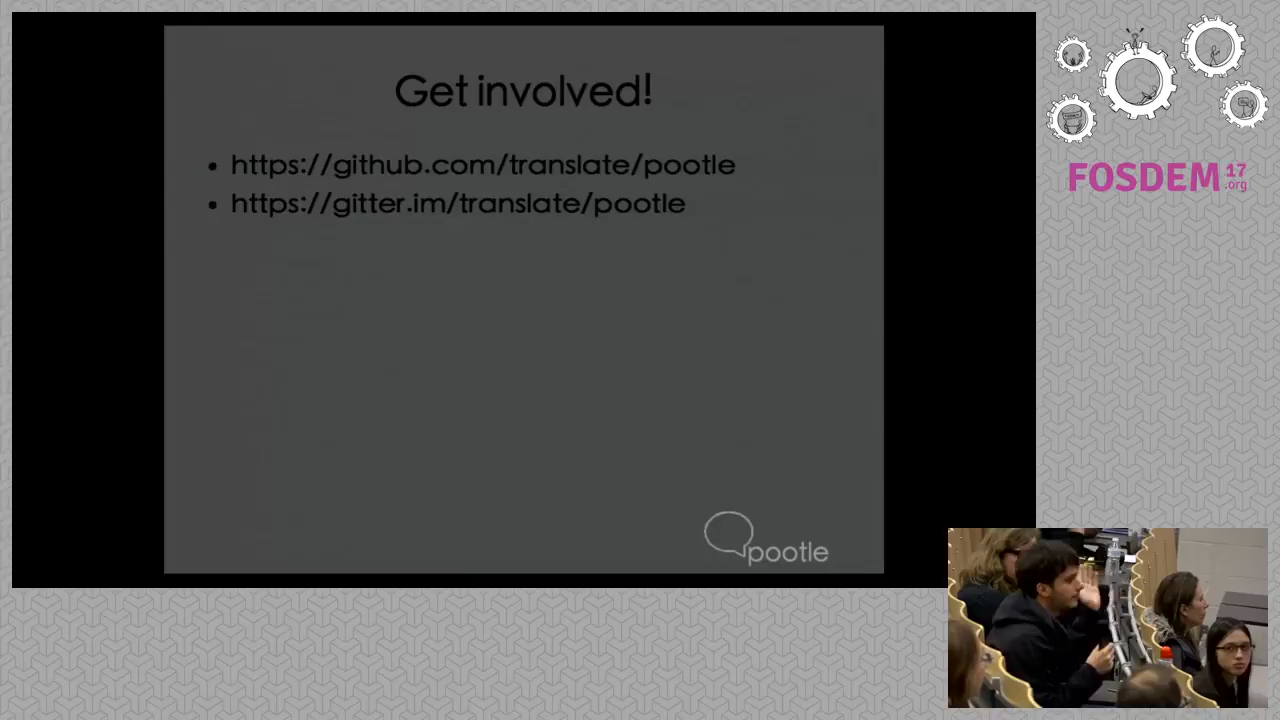 Get involved!
• https://github.com/translate/pootle
• https://gitter.im/translate/pootle
pootle
FOSDEM 17
.org